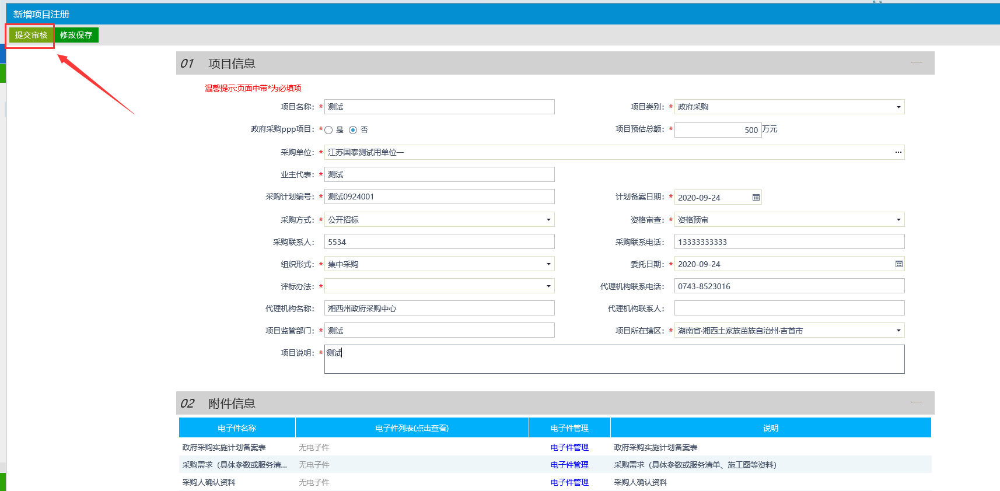 新增项目注册
提交审核 修改保存
01 项目信息
温馨提示:页面中带*为必填项
项目名称：* 测试 项目类别：* 政府采购
政府采购ppp项目：* 是 否 项目预估总额：* 500 万元
采购单位：* 江苏国泰测试用单位一 ...
业主代表：* 测试
采购计划编号：* 测试0924001 计划备案日期：* 2020-09-24
采购方式：* 公开招标 资格审查：* 资格预审
采购联系人： 5534 采购联系电话： 13333333333
组织形式：* 集中采购 委托日期：* 2020-09-24
评标办法：* 代理机构联系电话： 0743-8523016
代理机构名称： 湘西州政府采购中心 代理机构联系人：
项目监管部门：* 测试 项目所在辖区：* 湖南省·湘西土家族苗族自治州·吉首市
项目说明：* 测试
02 附件信息
电子件名称 电子件列表(点击查看) 电子件管理 说明
政府采购实施计划备案表 无电子件 电子件管理 政府采购实施计划备案表
采购需求（具体参数或服务清... 无电子件 电子件管理 采购需求（具体参数或服务清单、施工图等资料）
采购人确认资料 无电子件 电子件管理 采购人确认资料